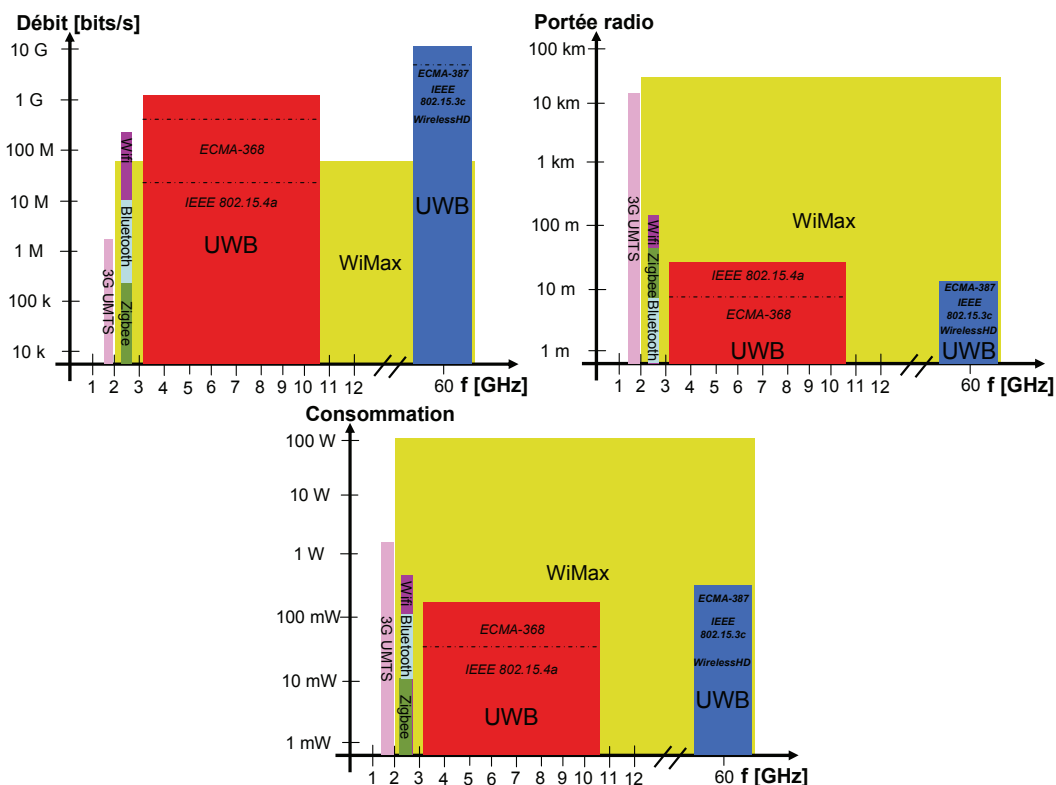 Débit [bits/s]
10 G
1 G
100 M
10 M
1 M
100 k
10 k
3G UMTS
Wifi
Bluetooth
Zigbee
ECMA-368
IEEE 802.15.4a
UWB
WiMax
ECMA-387
IEEE
802.15.3c
WirelessHD
UWB
1 2 3 4 5 6 7 8 9 10 11 12 60 f [GHz]
Portée radio
100 km
10 km
1 km
100 m
10 m
1 m
3G UMTS
Wifi
Zigbee
Bluetooth
WiMax
IEEE 802.15.4a
ECMA-368
UWB
ECMA-387
IEEE
802.15.3c
WirelessHD
UWB
1 2 3 4 5 6 7 8 9 10 11 12 60 f [GHz]
Consommation
100 W
10 W
1 W
100 mW
10 mW
1 mW
3G UMTS
Wifi
Bluetooth
Zigbee
WiMax
ECMA-368
IEEE 802.15.4a
UWB
ECMA-387
IEEE
802.15.3c
WirelessHD
UWB
1 2 3 4 5 6 7 8 9 10 11 12 60 f [GHz]